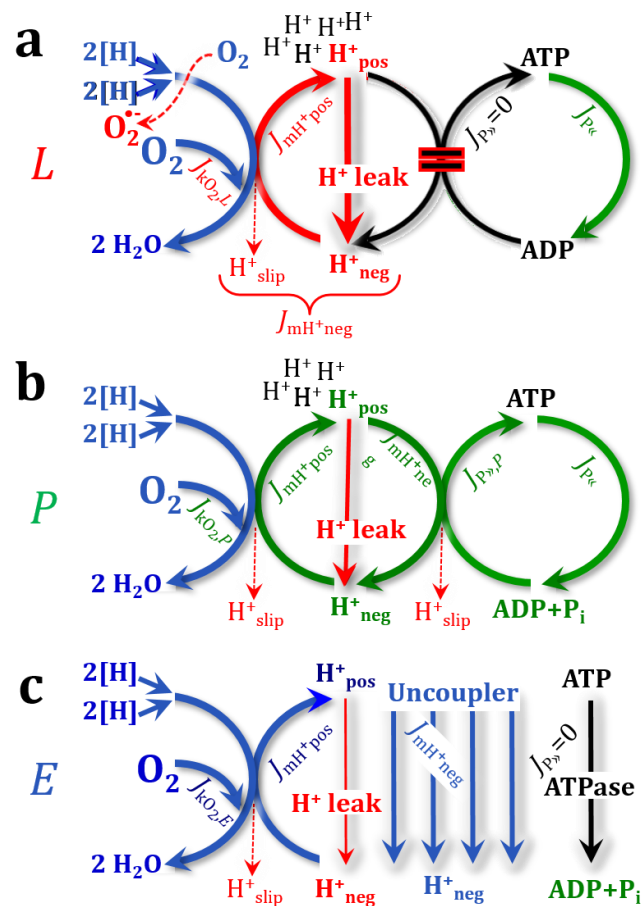 a
H⁺ H⁺ H⁺
2[H] O₂ H⁺ H⁺ H⁺pos ATP
2[H]
O₂•-
O₂ JkO₂,L JmH⁺pos JP»=0 JP«
L H⁺ leak
2 H₂O H⁺slip H⁺neg ADP
JmH⁺neg
b
H⁺ H⁺
2[H] H⁺ H⁺ H⁺pos ATP
2[H]
O₂ JkO₂,P JmH⁺pos JmH⁺ne JP»,P JP«
g
P H⁺ leak
2 H₂O H⁺slip H⁺neg H⁺slip ADP+Pi
c
2[H] H⁺pos Uncoupler ATP
2[H]
O₂ JkO₂,E JmH⁺pos JmH⁺neg JP»=0
E H⁺ leak ATPase
2 H₂O H⁺slip H⁺neg H⁺neg ADP+Pi